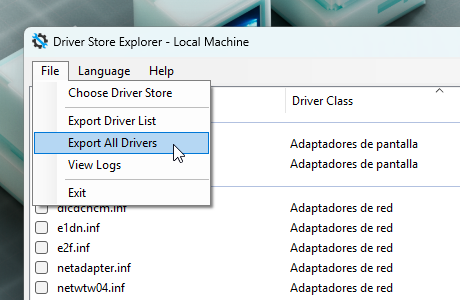 Driver Store Explorer - Local Machine
File Language Help
Choose Driver Store
Driver Class
Export Driver List
Export All Drivers
Adaptadores de pantalla
View Logs
Adaptadores de pantalla
Exit
Adaptadores de red
e1dn.inf Adaptadores de red
e2f.inf Adaptadores de red
netadapter.inf Adaptadores de red
netwtw04.inf Adaptadores de red